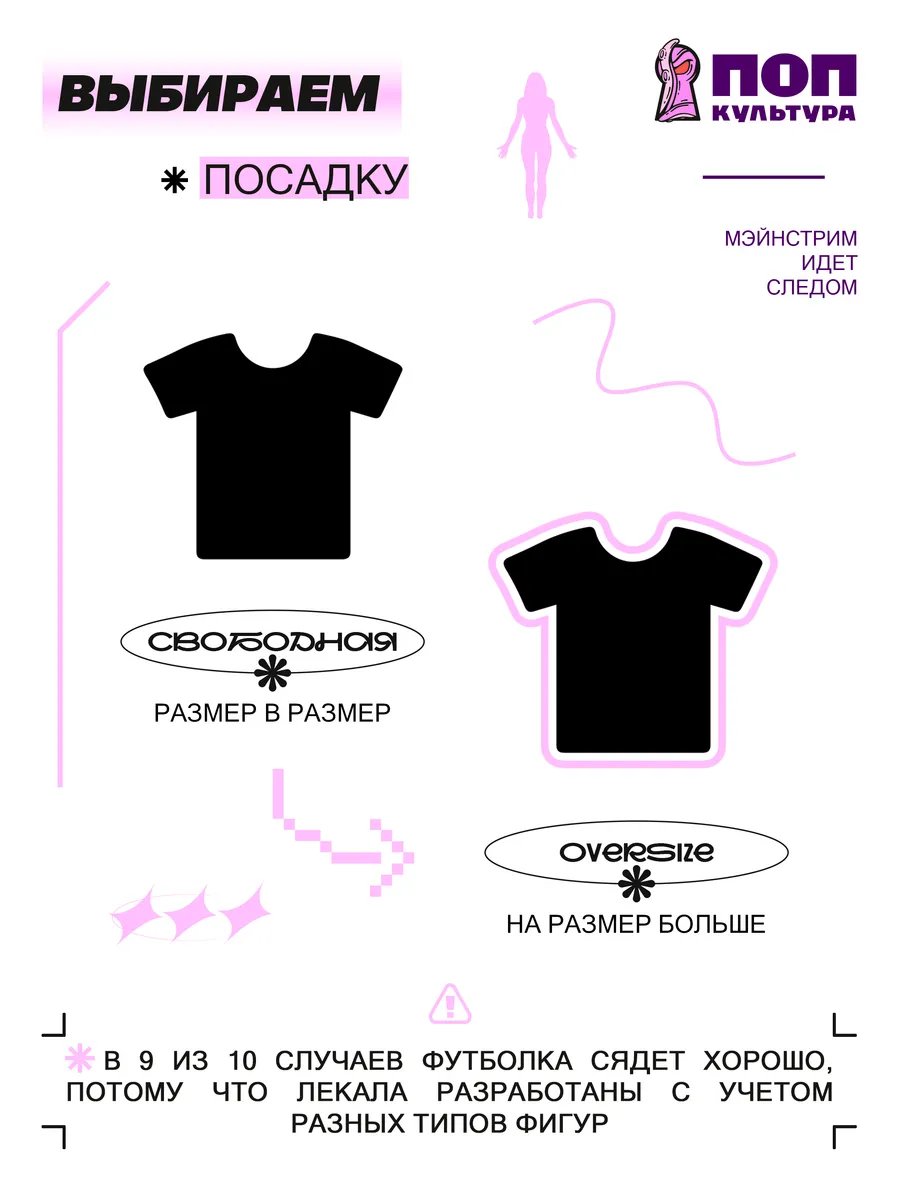 ВЫБИРАЕМ
* ПОСАДКУ
ПОП
КУЛЬТУРА
МЭЙНСТРИМ
ИДЕТ
СЛЕДОМ
СВОБОДНАЯ
РАЗМЕР В РАЗМЕР
OVERSIZE
НА РАЗМЕР БОЛЬШЕ
* В 9 ИЗ 10 СЛУЧАЕВ ФУТБОЛКА СЯДЕТ ХОРОШО,
ПОТОМУ ЧТО ЛЕКАЛА РАЗРАБОТАНЫ С УЧЕТОМ
РАЗНЫХ ТИПОВ ФИГУР